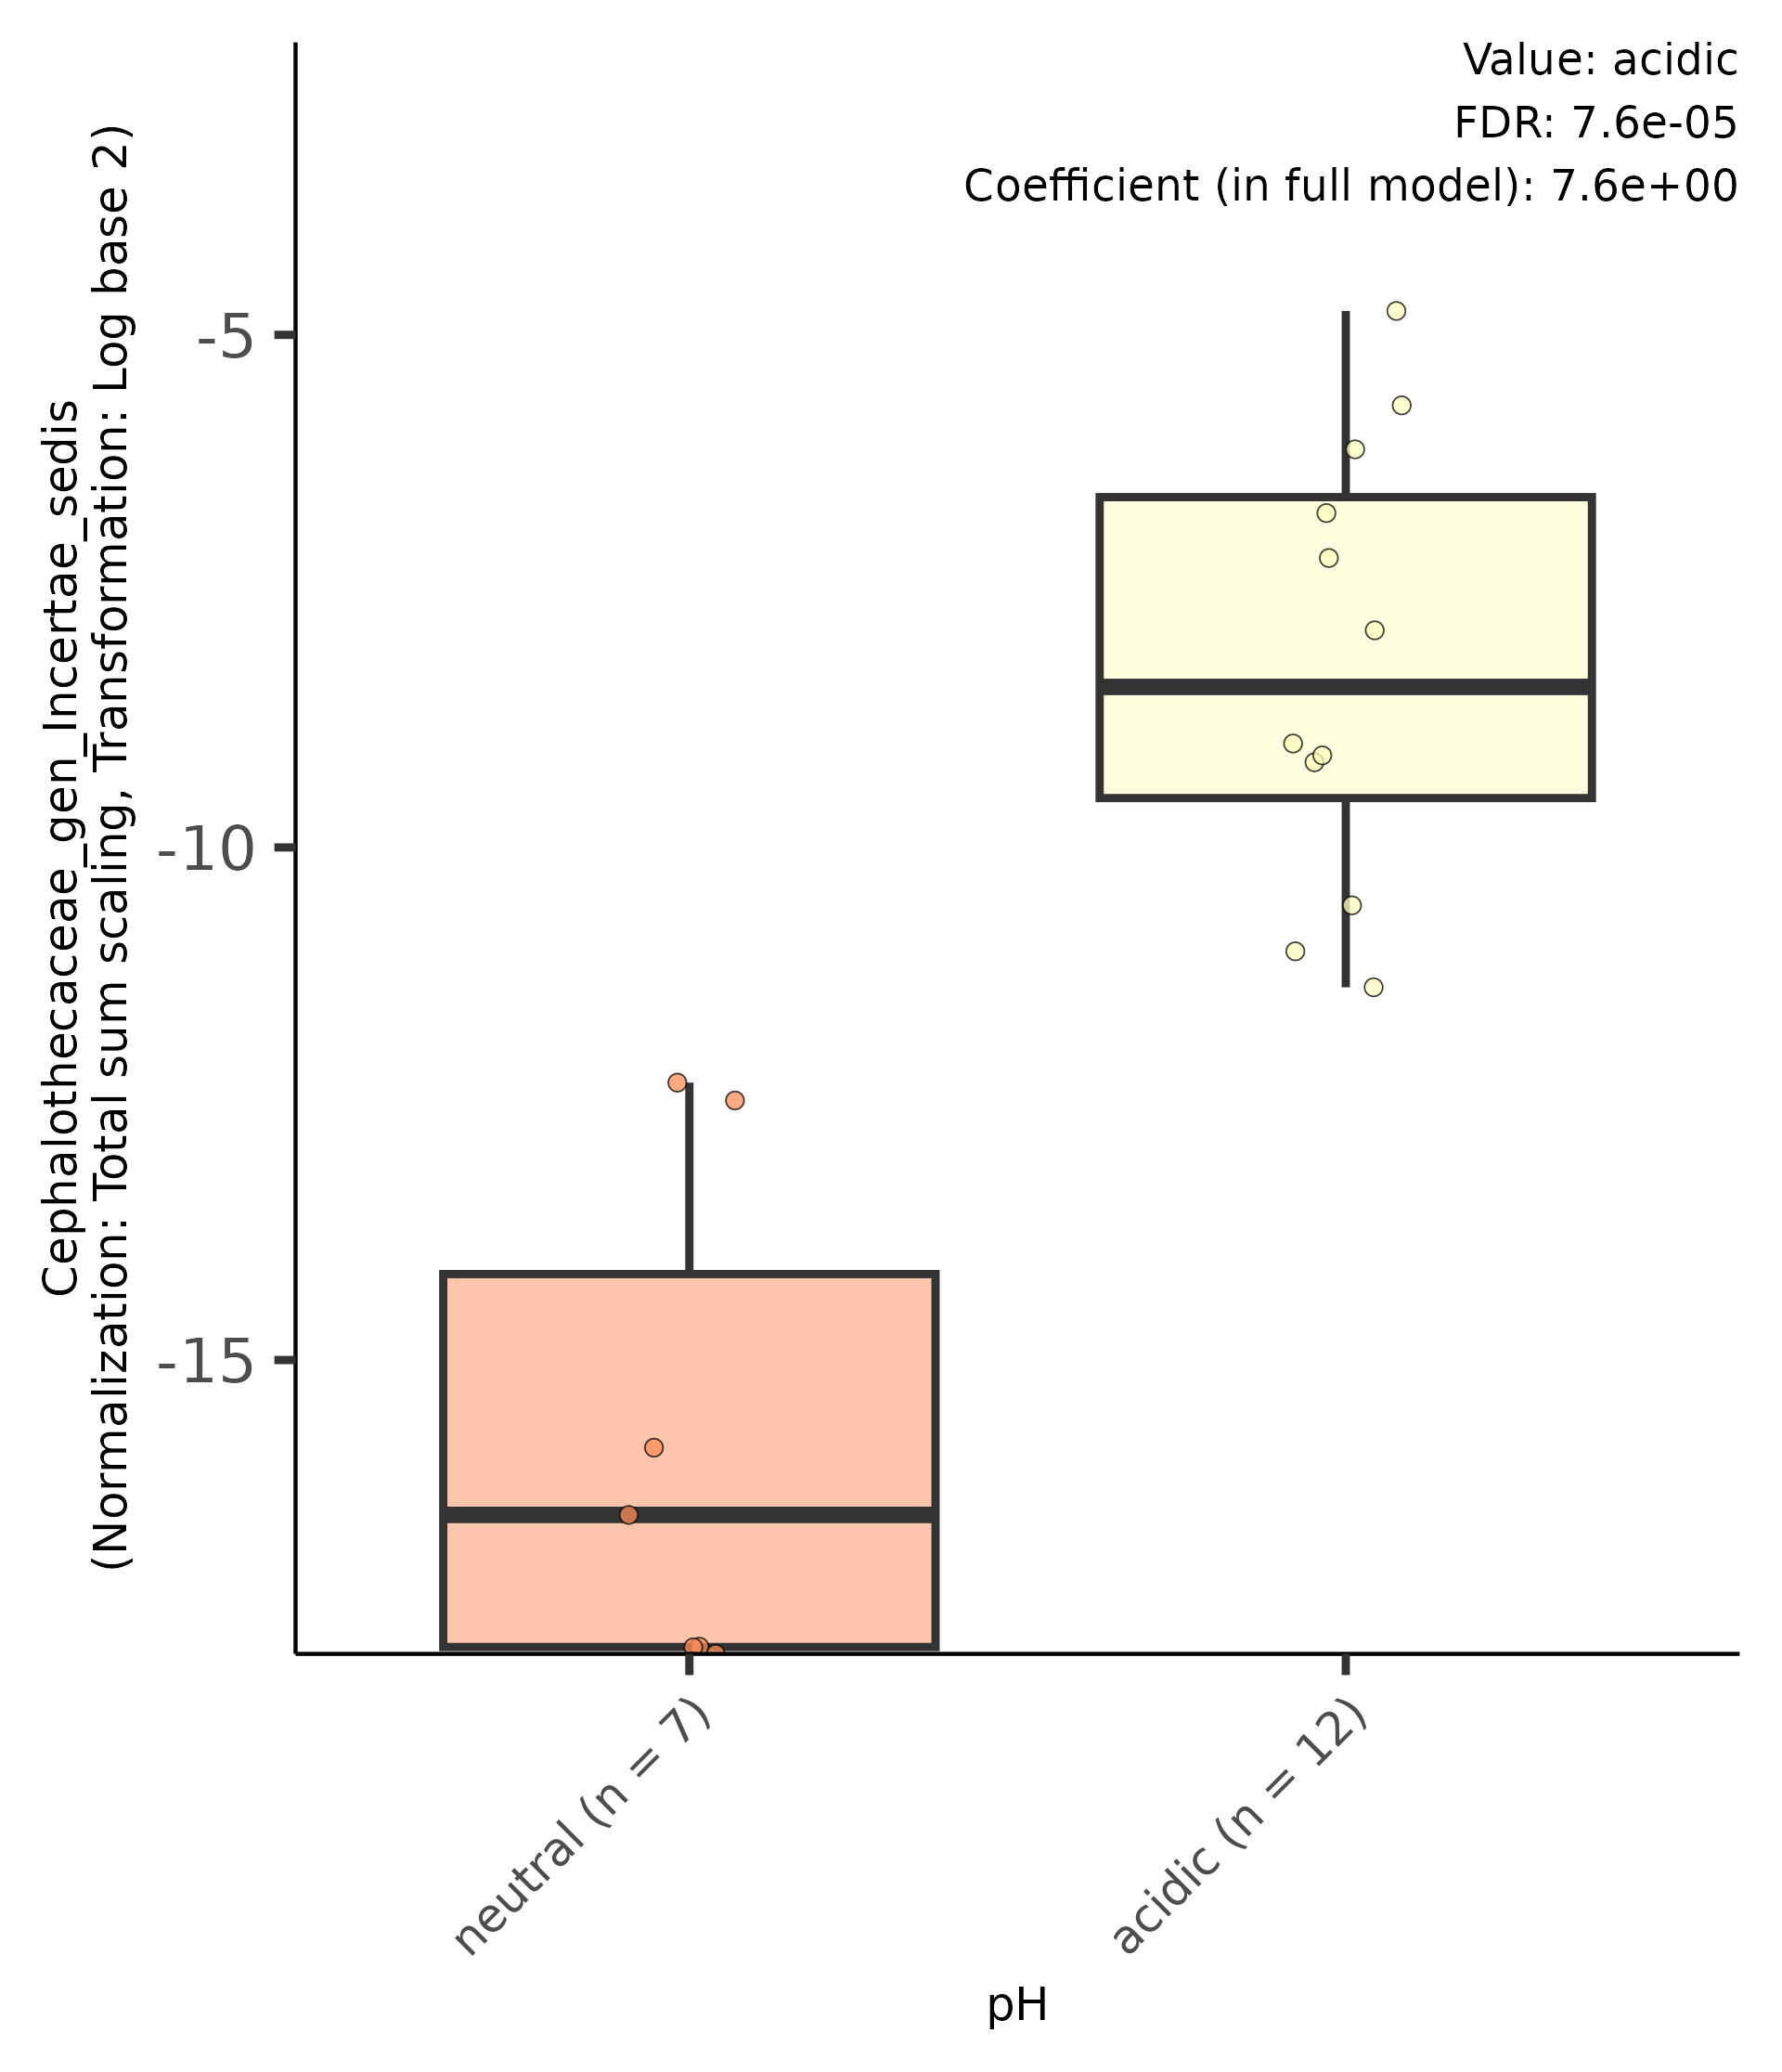 Value: acidic
FDR: 7.6e-05
Coefficient (in full model): 7.6e+00
Cephalothecaceae_gen_Incertae_sedis
(Normalization: Total sum scaling, Transformation: Log base 2)
-5
-10
-15
neutral (n = 7)
acidic (n = 12)
pH